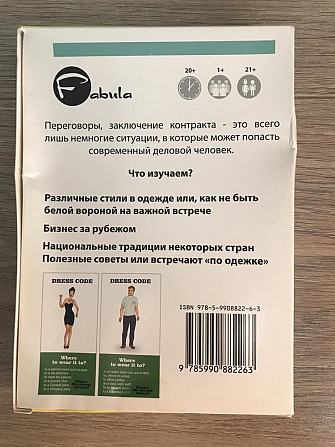 Fabula
20+ 1+ 21+
Переговоры, заключение контракта - это всего
лишь немногие ситуации, в которые может попасть
современный деловой человек.
Что изучаем?
Различные стили в одежде или, как не быть
белой вороной на важной встрече
Бизнес за рубежом
Национальные традиции некоторых стран
Полезные советы или встречают «по одежке»
DRESS CODE
Where
to wear it to?
DRESS CODE
Where
to wear it to?
ISBN 978-5-9908822-6-3
9 785990 882263